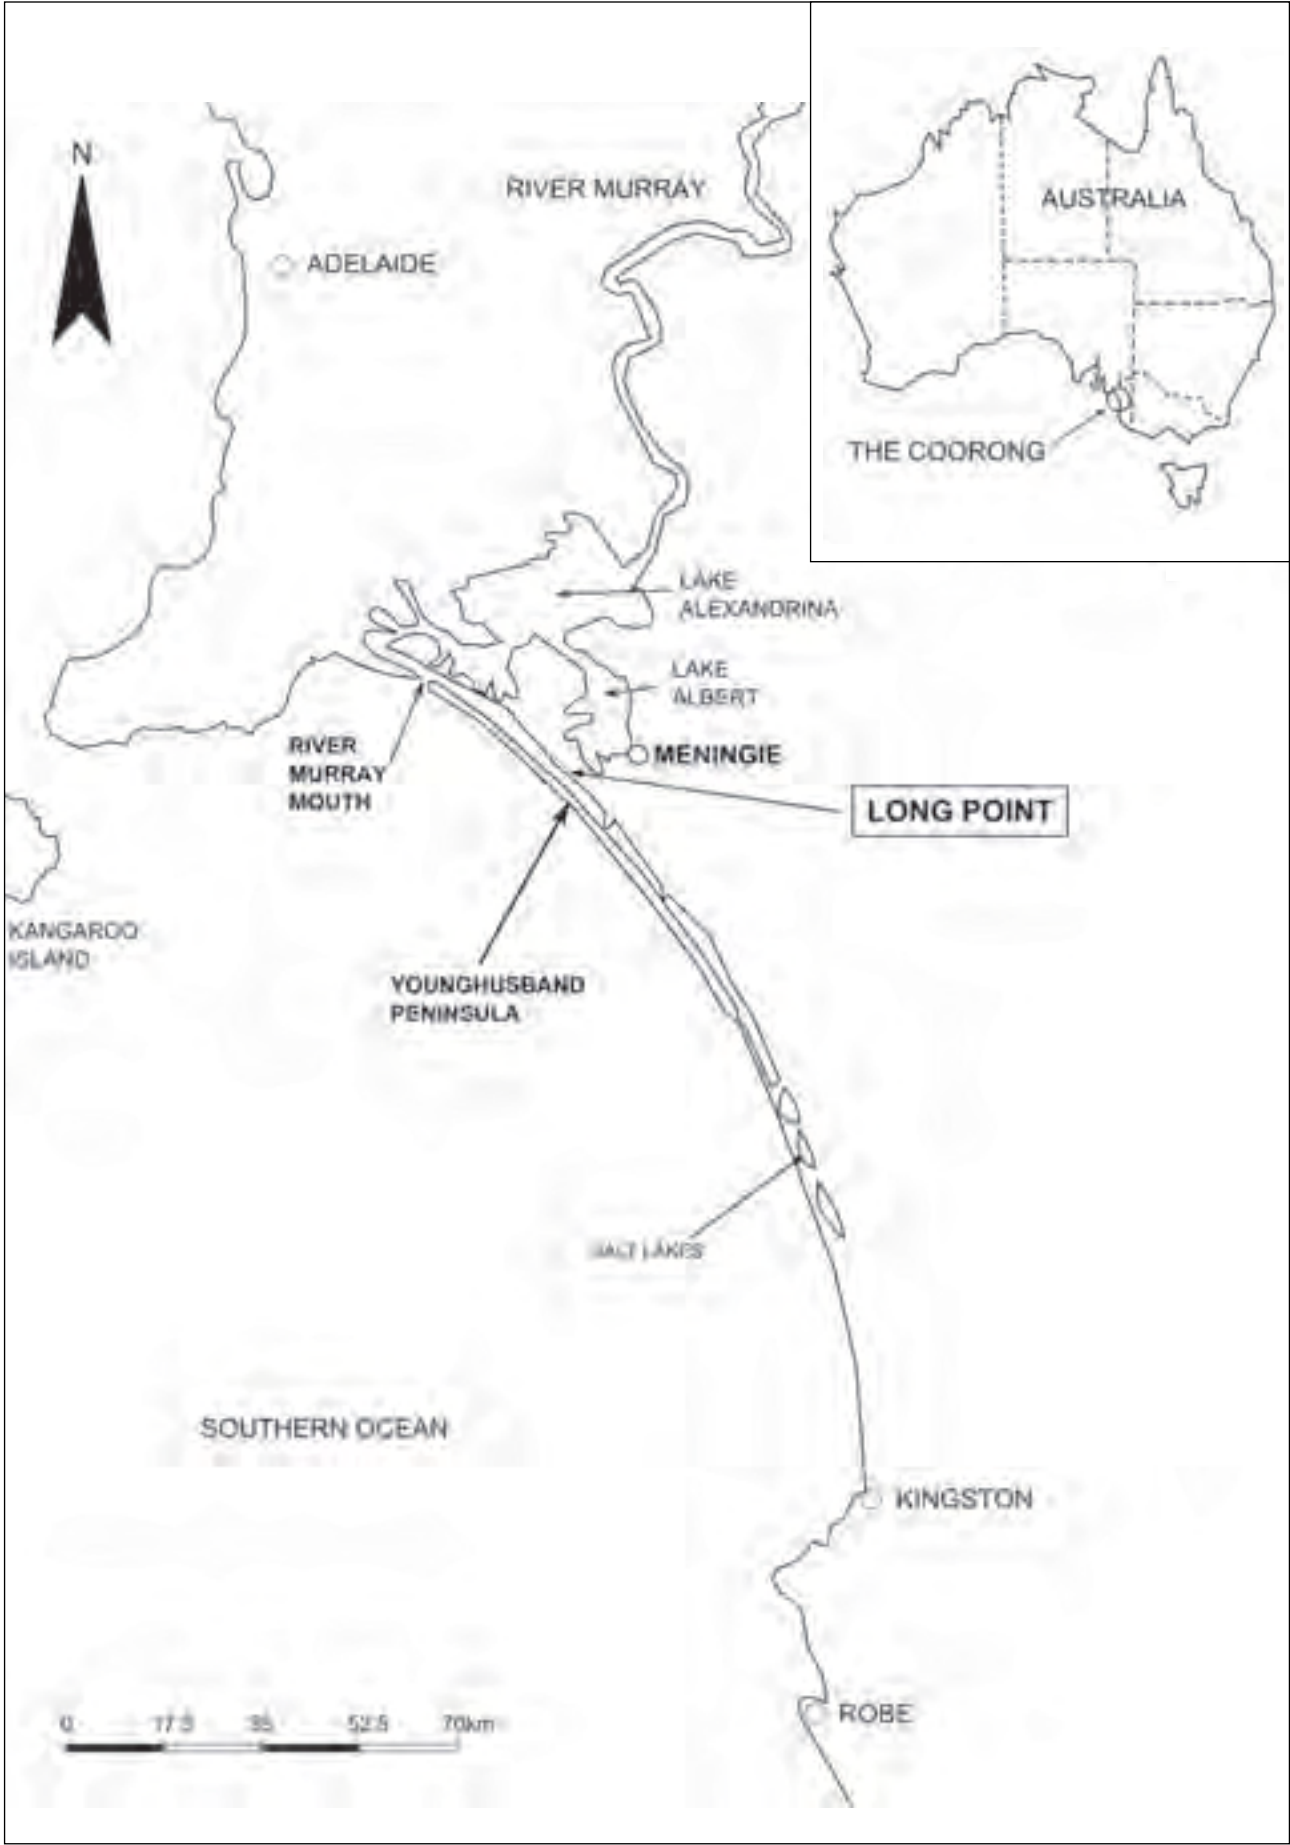 N
RIVER MURRAY
ADELAIDE
AUSTRALIA
THE COORONG
LAKE
ALEXANDRINA
LAKE
ALBERT
MENINGIE
RIVER
MURRAY
MOUTH
LONG POINT
KANGAROO
ISLAND
YOUNGHUSBAND
PENINSULA
SALT LAKES
SOUTHERN OCEAN
KINGSTON
ROBE
0 17.5 35 52.5 70km